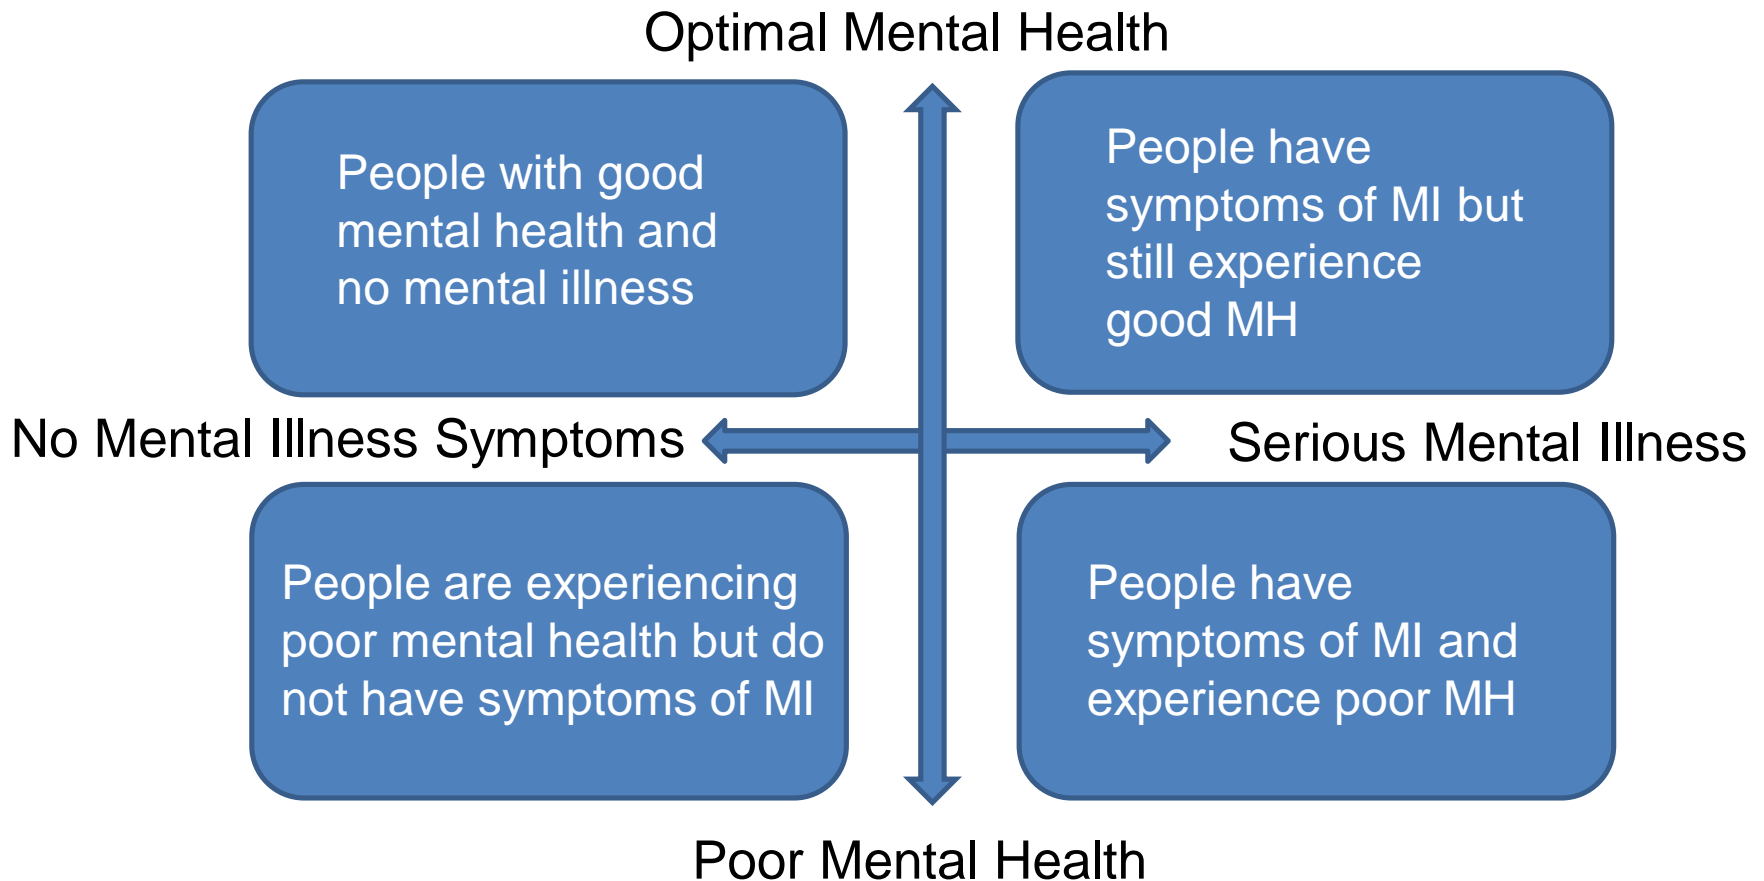 Optimal Mental Health
People with good
mental health and
no mental illness
People have
symptoms of MI but
still experience
good MH
No Mental Illness Symptoms
Serious Mental Illness
People are experiencing
poor mental health but do
not have symptoms of MI
People have
symptoms of MI and
experience poor MH
Poor Mental Health